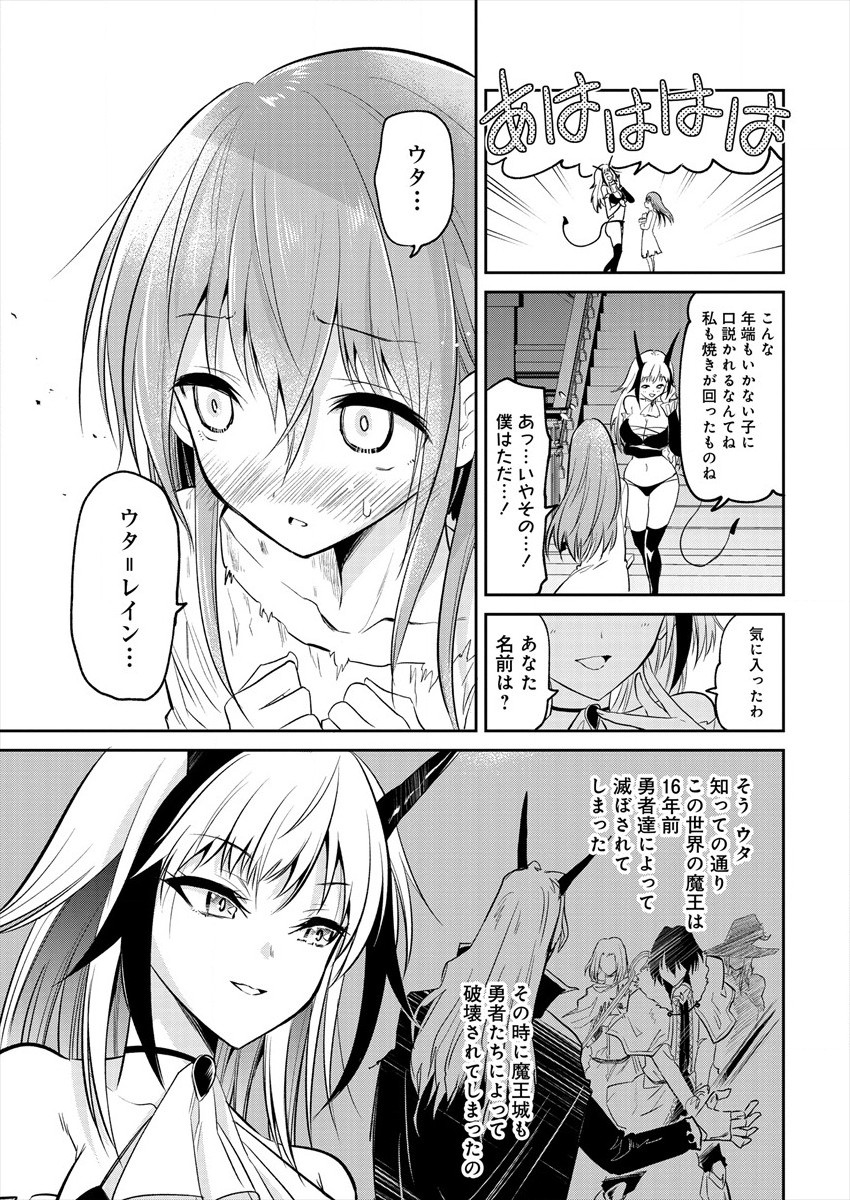 あはははは
こんな
年端もいかない子に
口説かれるなんてね
私も焼きが回ったものね
あっ…いやその…!
僕はただ…!
気に入ったわ
あなた
名前は?
ウタ…
ウタ=レイン…
そう ウタ
知っての通り
この世界の魔王は
16年前
勇者達によって
滅ぼされて
しまった
その時に魔王城も
勇者たちによって
破壊されてしまったの